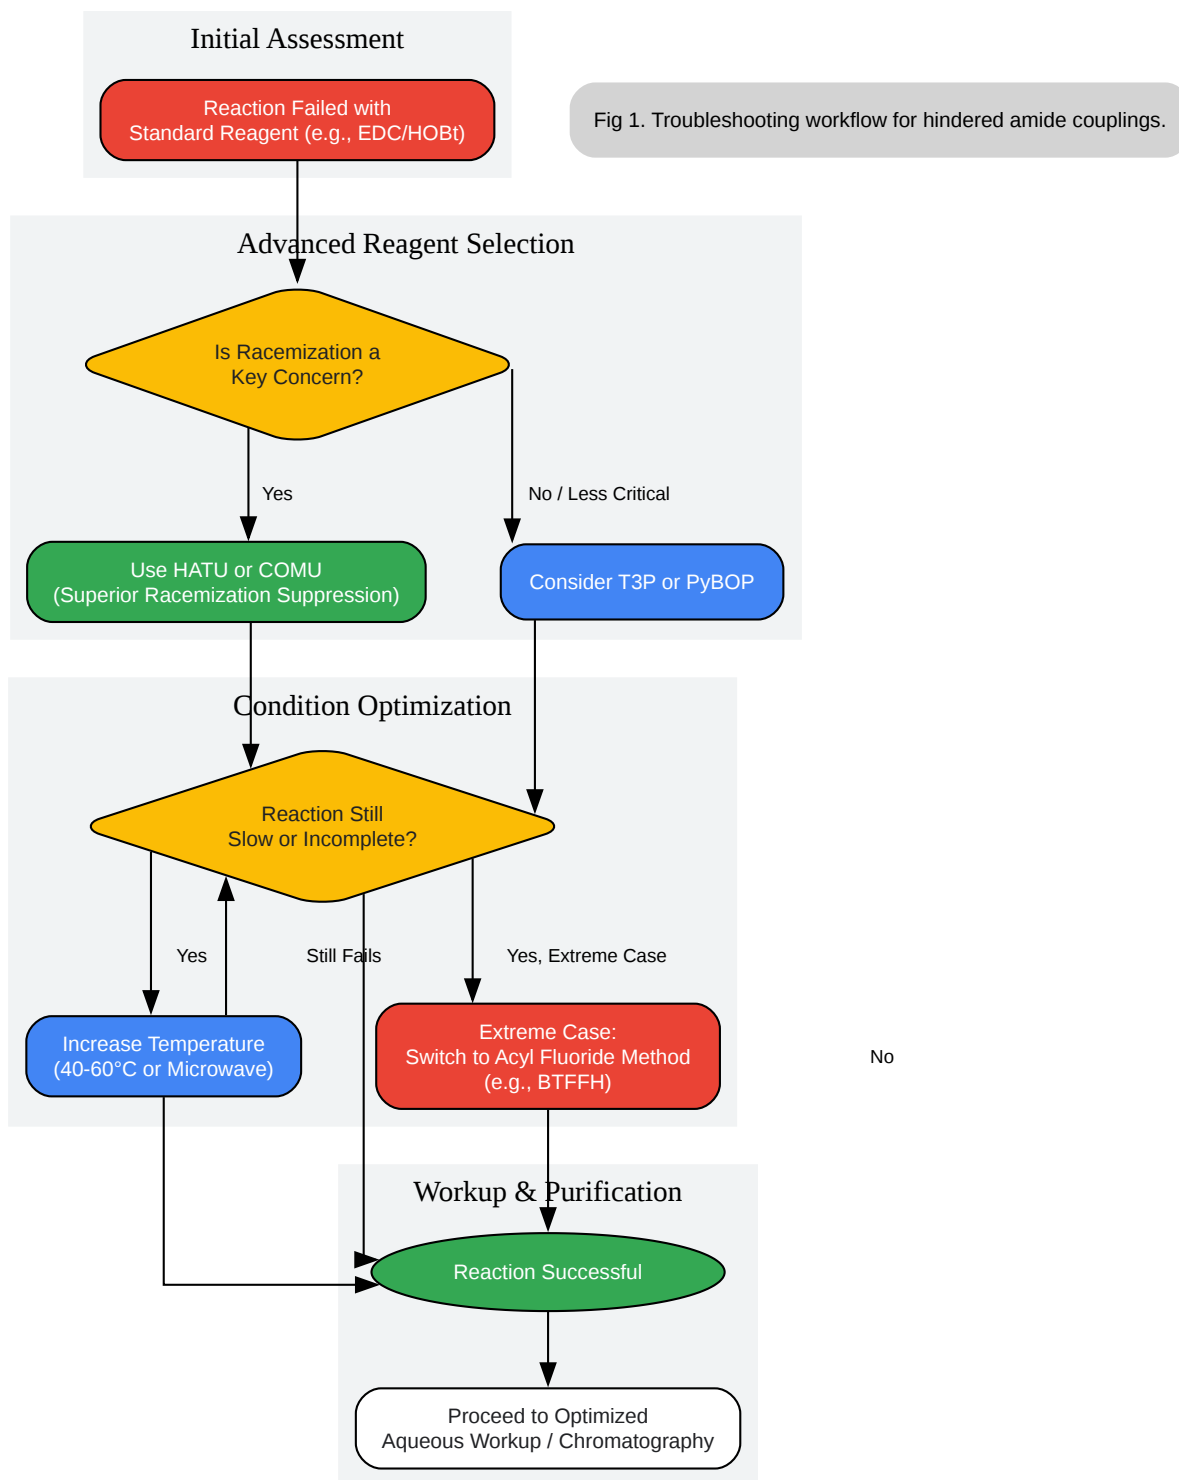 Initial Assessment
Reaction Failed with
Standard Reagent (e.g., EDC/HOBt)
Fig 1. Troubleshooting workflow for hindered amide couplings.
Advanced Reagent Selection
Is Racemization a
Key Concern?
Yes
No / Less Critical
Use HATU or COMU
(Superior Racemization Suppression)
Consider T3P or PyBOP
Condition Optimization
Reaction Still
Slow or Incomplete?
Yes
Still Fails
Yes, Extreme Case
Increase Temperature
(40-60°C or Microwave)
Extreme Case:
Switch to Acyl Fluoride Method
(e.g., BTFFH)
No
Workup & Purification
Reaction Successful
Proceed to Optimized
Aqueous Workup / Chromatography